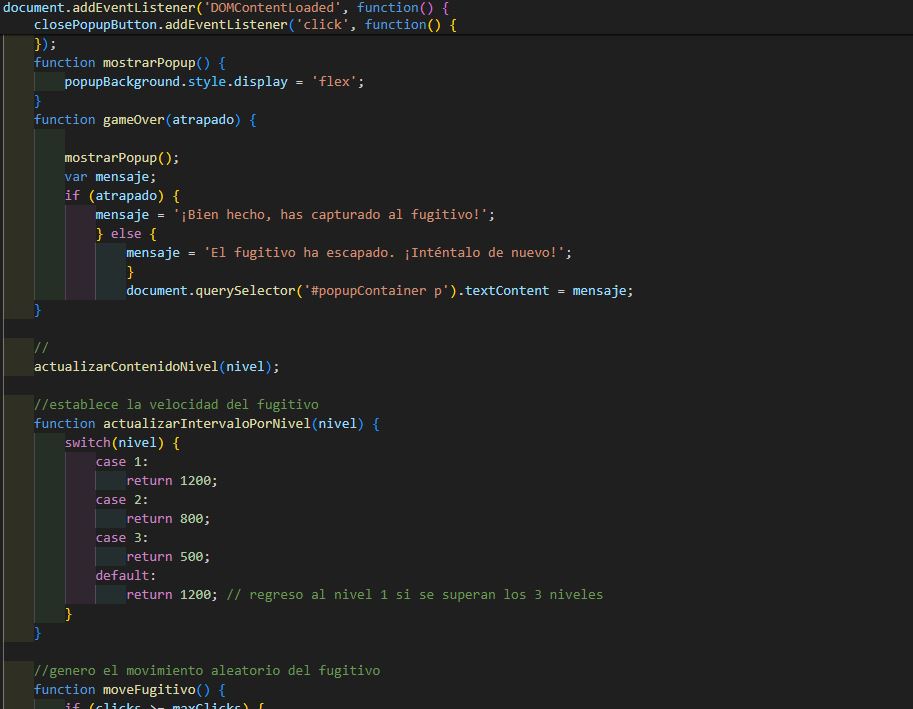 document.addEventListener('DOMContentLoaded', function() {
    closePopupButton.addEventListener('click', function() {
    });
    function mostrarPopup() {
        popupBackground.style.display = 'flex';
    }
    function gameOver(atrapado) {

        mostrarPopup();
        var mensaje;
        if (atrapado) {
            mensaje = '¡Bien hecho, has capturado al fugitivo!';
            } else {
                mensaje = 'El fugitivo ha escapado. ¡Inténtalo de nuevo!';
                }
                document.querySelector('#popupContainer p').textContent = mensaje;
    }

    //
    actualizarContenidoNivel(nivel);

    //establece la velocidad del fugitivo
    function actualizarIntervaloPorNivel(nivel) {
        switch(nivel) {
            case 1:
                return 1200;
            case 2:
                return 800;
            case 3:
                return 500;
            default:
                return 1200; // regreso al nivel 1 si se superan los 3 niveles
        }
    }

    //genero el movimiento aleatorio del fugitivo
    function moveFugitivo() {
        if (clicks >= maxClicks) {